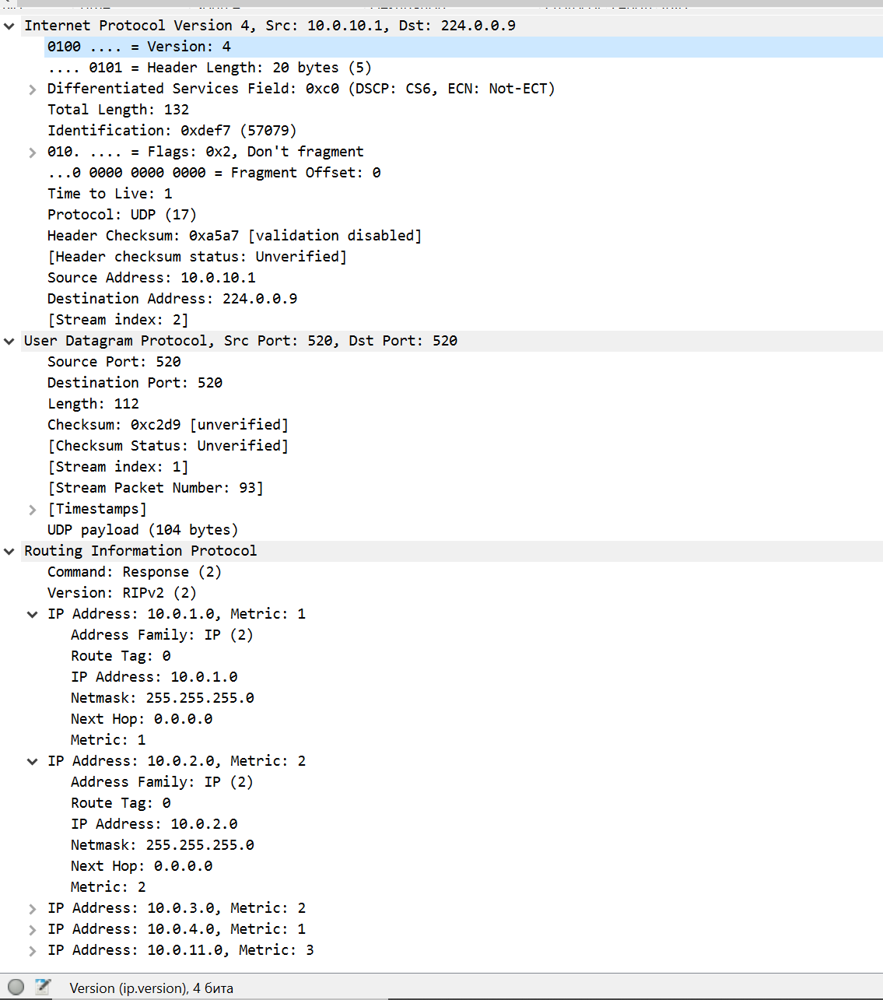 Internet Protocol Version 4, Src: 10.0.10.1, Dst: 224.0.0.9
0100 .... = Version: 4
.... 0101 = Header Length: 20 bytes (5)
Differentiated Services Field: 0xc0 (DSCP: CS6, ECN: Not-ECT)
Total Length: 132
Identification: 0xdef7 (57079)
010. .... = Flags: 0x2, Don't fragment
...0 0000 0000 0000 = Fragment Offset: 0
Time to Live: 1
Protocol: UDP (17)
Header Checksum: 0xa5a7 [validation disabled]
[Header checksum status: Unverified]
Source Address: 10.0.10.1
Destination Address: 224.0.0.9
[Stream index: 2]
User Datagram Protocol, Src Port: 520, Dst Port: 520
Source Port: 520
Destination Port: 520
Length: 112
Checksum: 0xc2d9 [unverified]
[Checksum Status: Unverified]
[Stream index: 1]
[Stream Packet Number: 93]
[Timestamps]
UDP payload (104 bytes)
Routing Information Protocol
Command: Response (2)
Version: RIPv2 (2)
IP Address: 10.0.1.0, Metric: 1
Address Family: IP (2)
Route Tag: 0
IP Address: 10.0.1.0
Netmask: 255.255.255.0
Next Hop: 0.0.0.0
Metric: 1
IP Address: 10.0.2.0, Metric: 2
Address Family: IP (2)
Route Tag: 0
IP Address: 10.0.2.0
Netmask: 255.255.255.0
Next Hop: 0.0.0.0
Metric: 2
IP Address: 10.0.3.0, Metric: 2
IP Address: 10.0.4.0, Metric: 1
IP Address: 10.0.11.0, Metric: 3
Version (ip.version), 4 бита